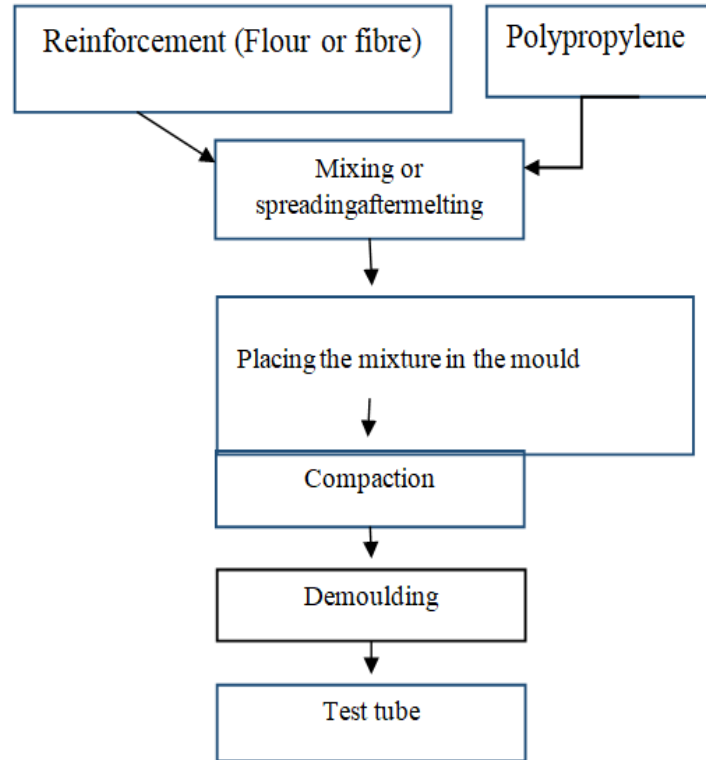 Reinforcement (Flour or fibre)
Polypropylene
Mixing or
spreadingaftermelting
Placing the mixture in the mould
Compaction
Demoulding
Test tube